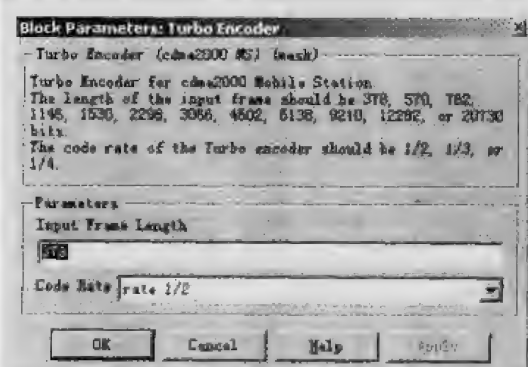 Block Parameters: Turbo Encoder
Turbo Encoder (cdma2000 MS) (mask)
Turbo Encoder for cdma2000 Mobile Station
The length of the input frame should be 378, 570, 762,
1146, 1530, 2298, 3066, 4602, 6138, 9210, 12282, or 20730
bits.
The code rate of the Turbo encoder should be 1/2, 1/3, or
1/4.
Parameters
Input Frame Length
Code Rate rate 1/2
OK Cancel Help Apply